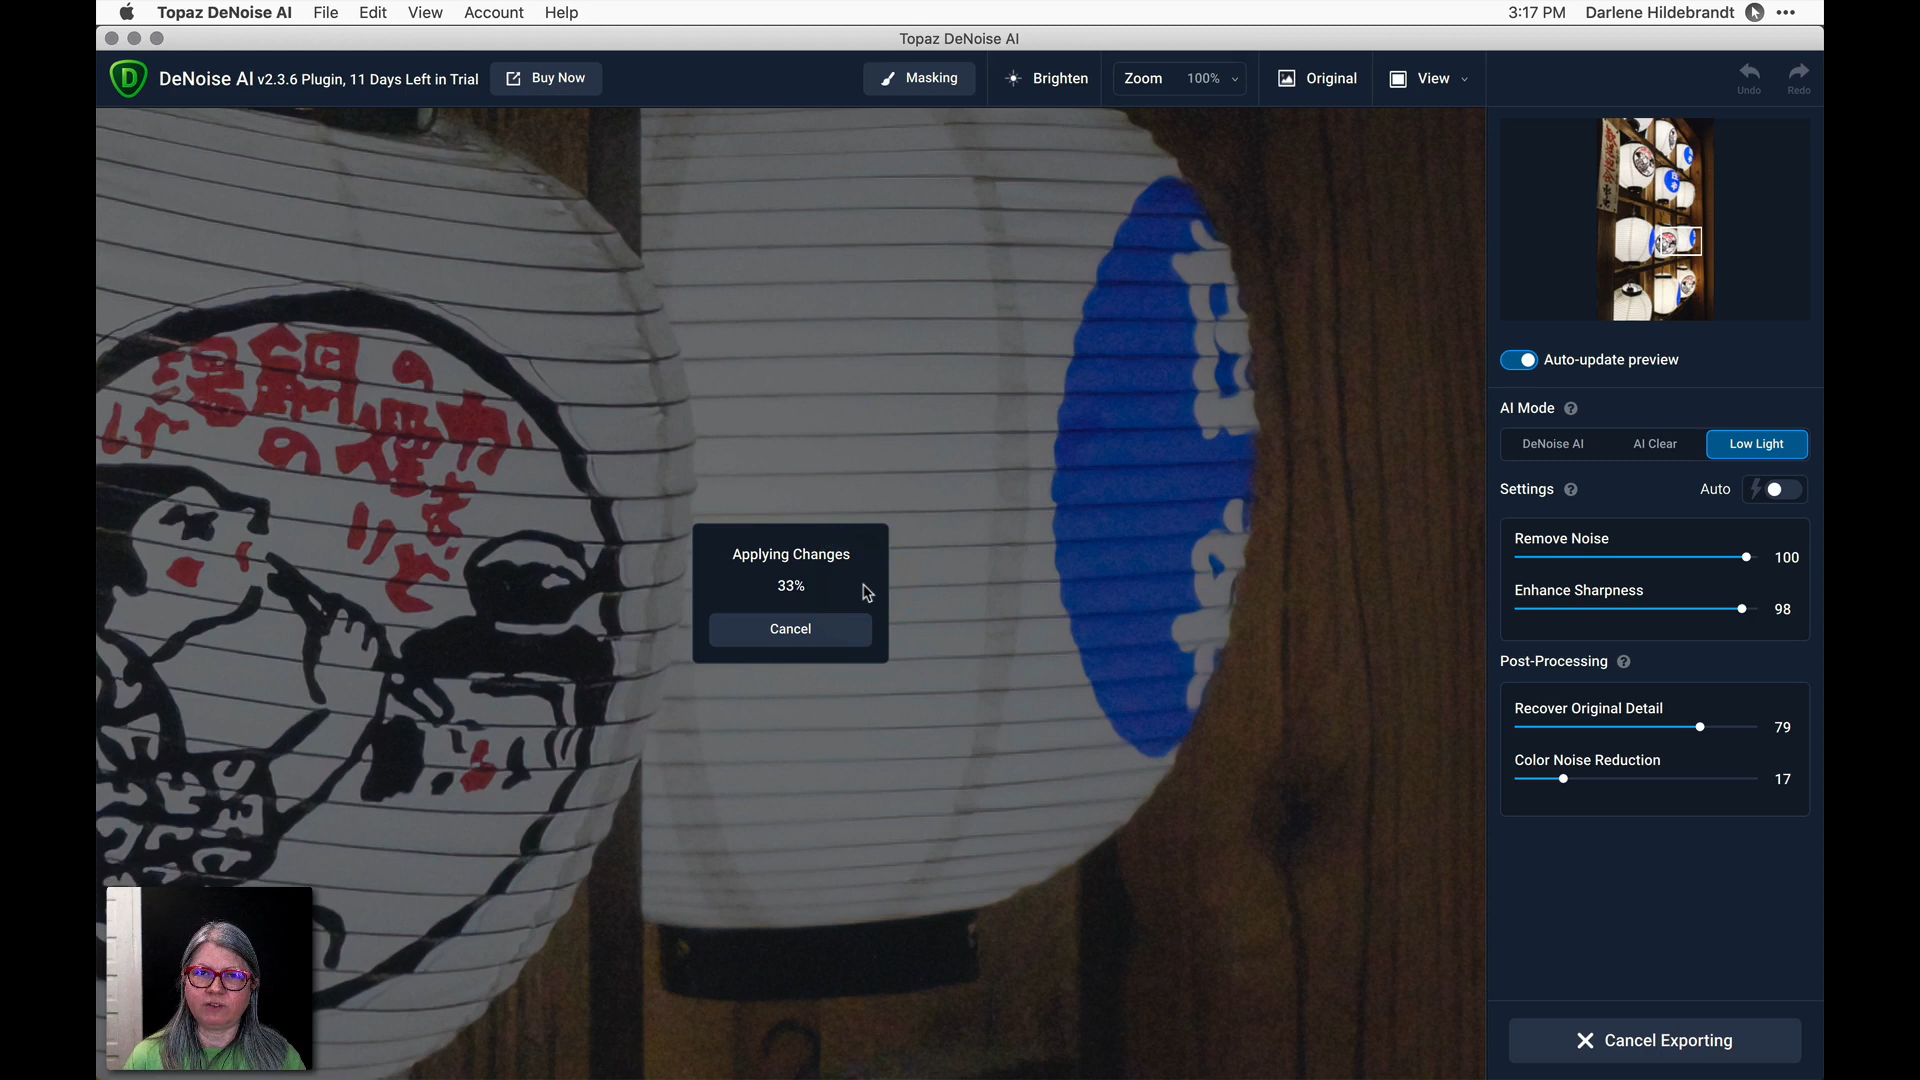 Topaz DeNoise AI File Edit View Account Help 3:17 PM Darlene Hildebrandt
Topaz DeNoise AI
DeNoise AI v2.3.6 Plugin, 11 Days Left in Trial Buy Now Masking Brighten Zoom 100% Original View Undo Redo
Auto-update preview
AI Mode
DeNoise AI AI Clear Low Light
Settings Auto
Remove Noise
100
Enhance Sharpness
98
Post-Processing
Recover Original Detail
79
Color Noise Reduction
17
Applying Changes
33%
Cancel
Cancel Exporting